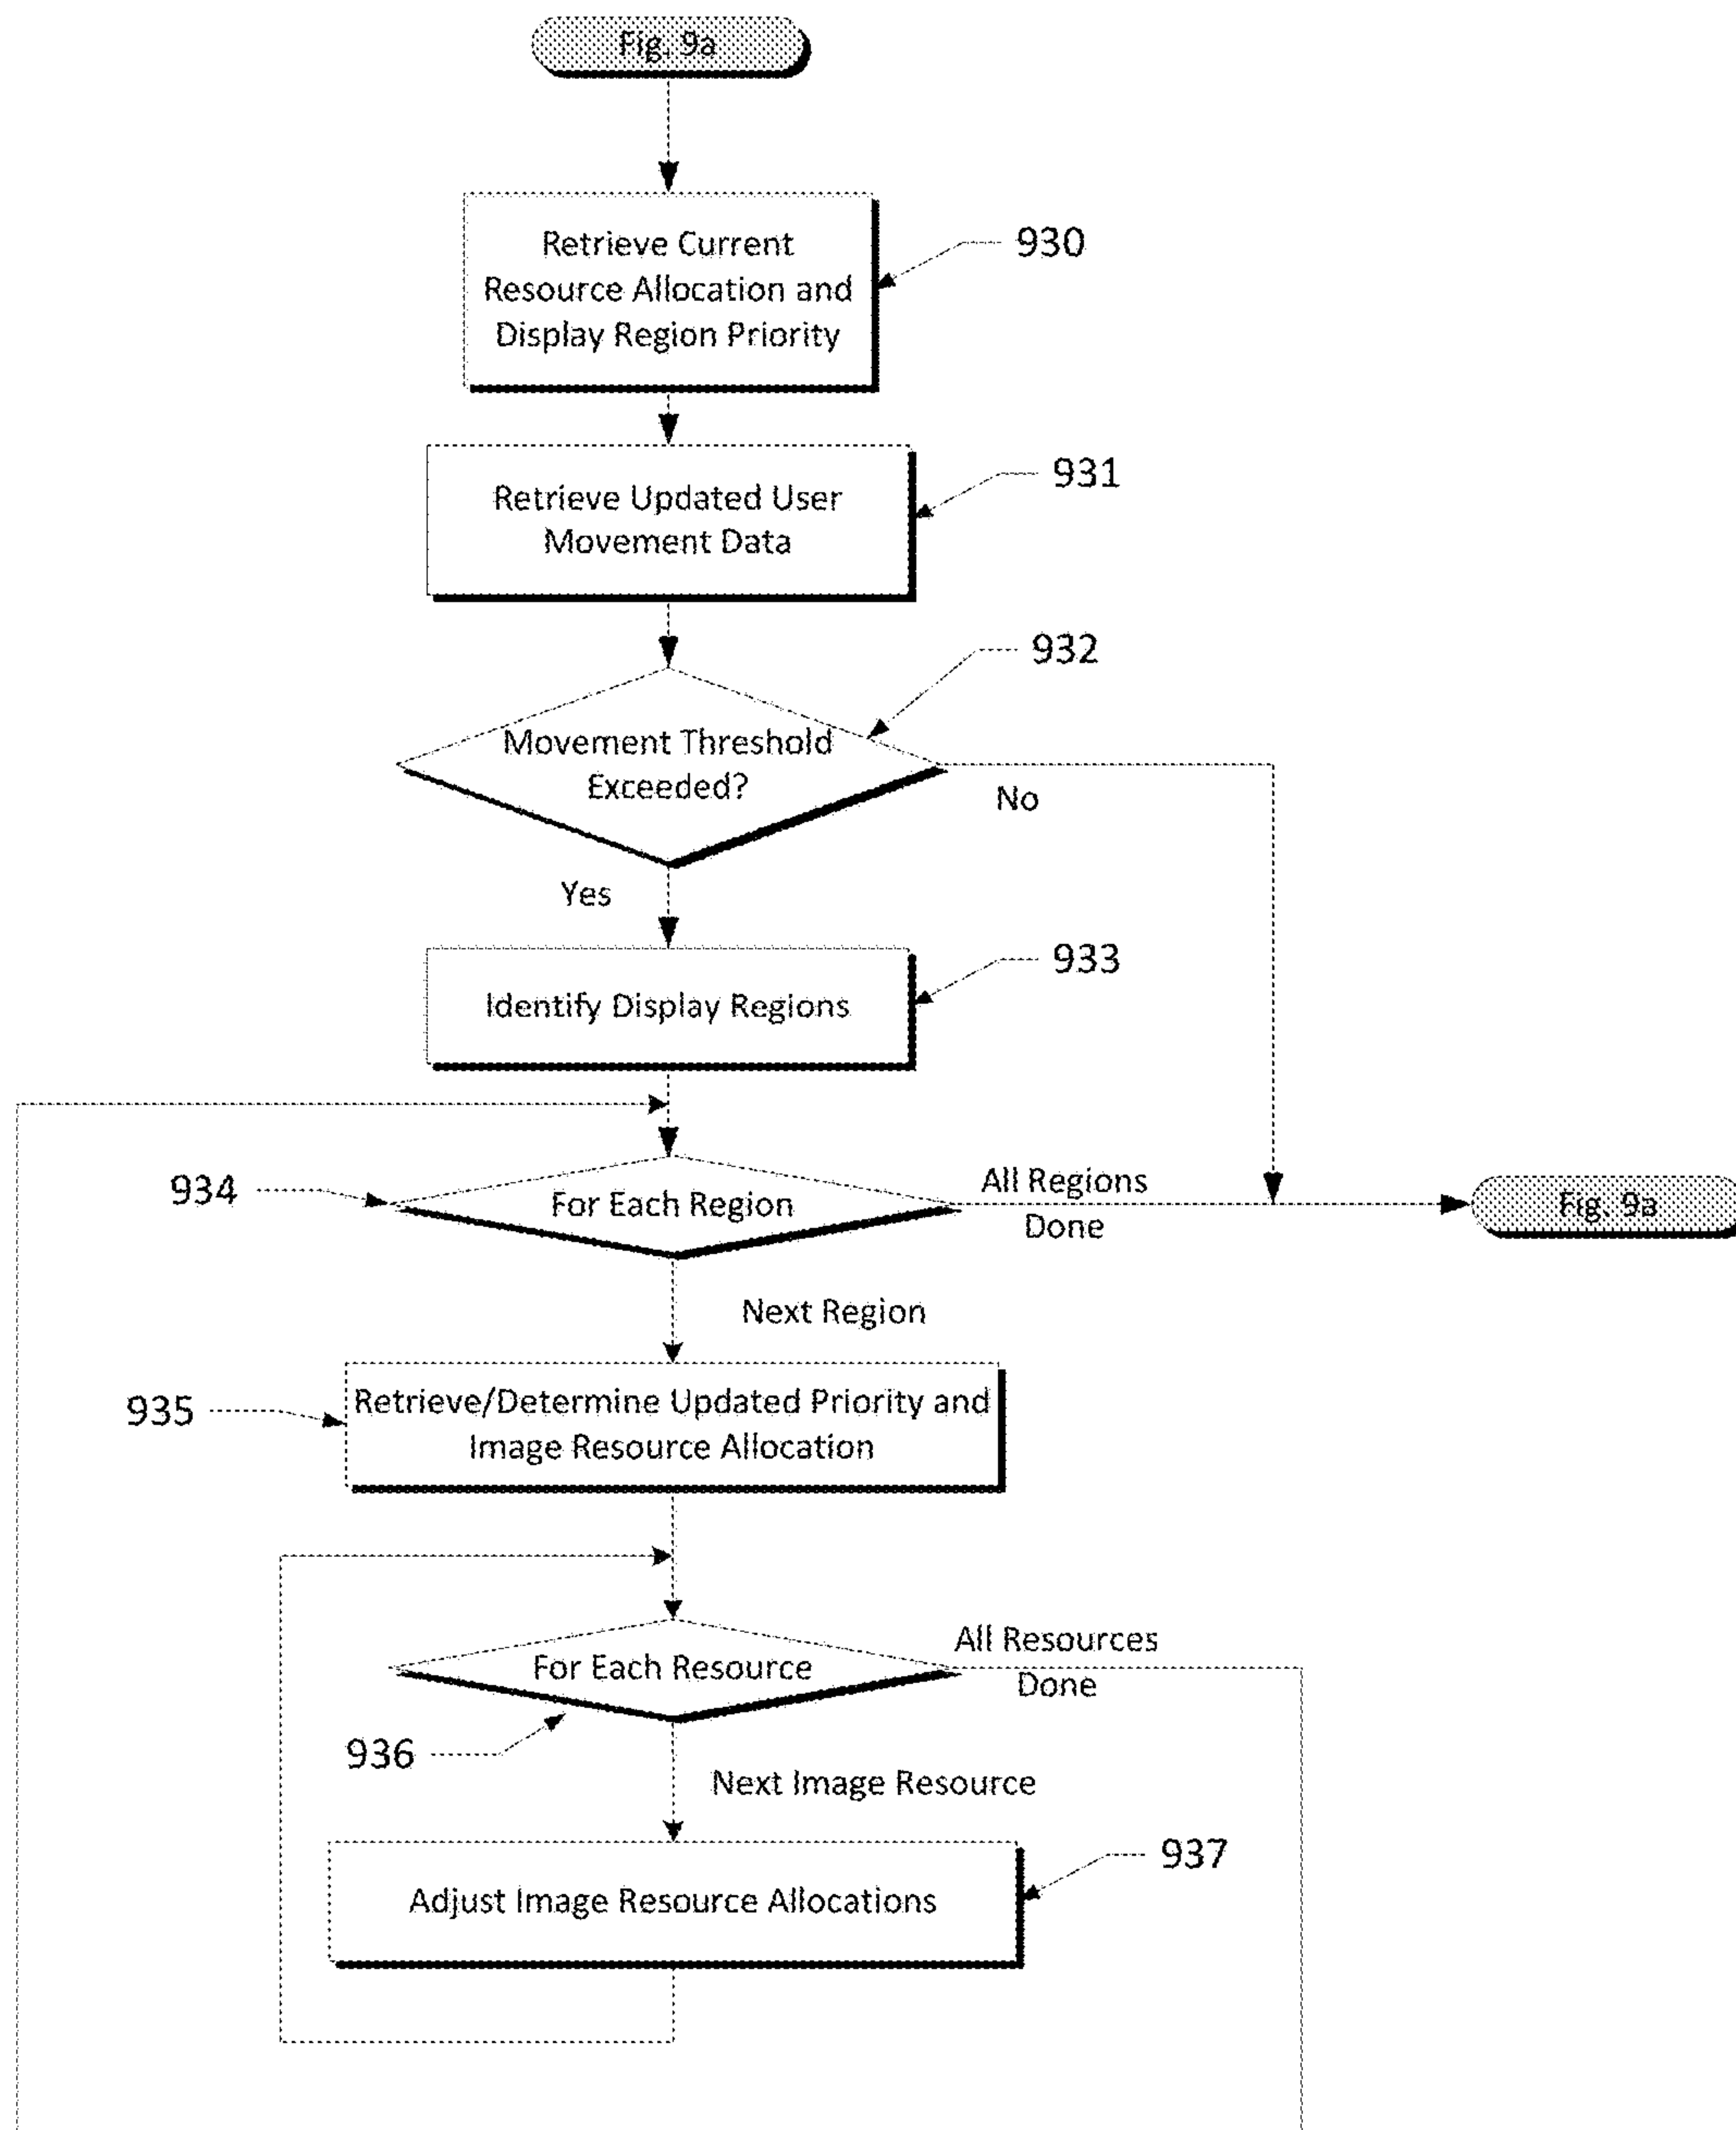 Fig. 9a
Retrieve Current
Resource Allocation and
Display Region Priority
930
Retrieve Updated User
Movement Data
931
932
Movement Threshold
Exceeded?
No
Yes
933
Identify Display Regions
934
For Each Region
All Regions
Done
Fig. 9a
Next Region
935
Retrieve/Determine Updated Priority and
Image Resource Allocation
For Each Resource
All Resources
Done
936
Next Image Resource
937
Adjust Image Resource Allocations